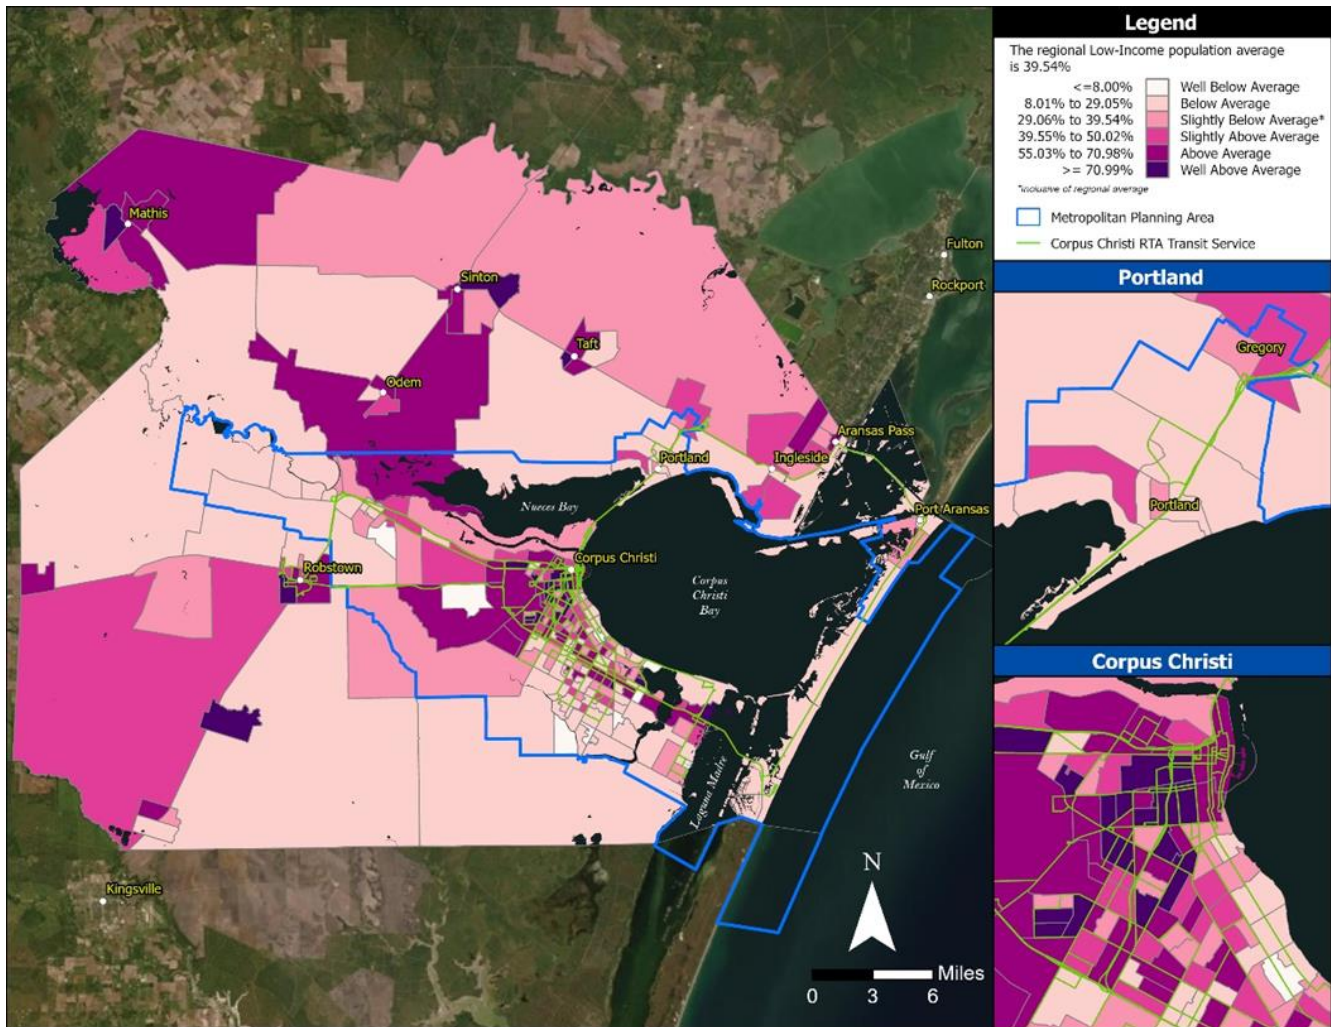 Legend
The regional Low-Income population average
is 39.54%
<=8.00% Well Below Average
8.01% to 29.05% Below Average
29.06% to 39.54% Slightly Below Average*
39.55% to 50.02% Slightly Above Average
55.03% to 70.98% Above Average
>= 70.99% Well Above Average
*inclusive of regional average
Metropolitan Planning Area
Corpus Christi RTA Transit Service
Mathis
Fulton
Sinton
Rockport
Taft
Odem
Aransas Pass
Portland
Ingleside
Nueces Bay
Port Aransas
Corpus Christi
Robstown
Corpus
Christi
Bay
Gulf
of
Mexico
Laguna Madre
Kingsville
N
Miles
0 3 6
Portland
Gregory
Portland
Corpus Christi